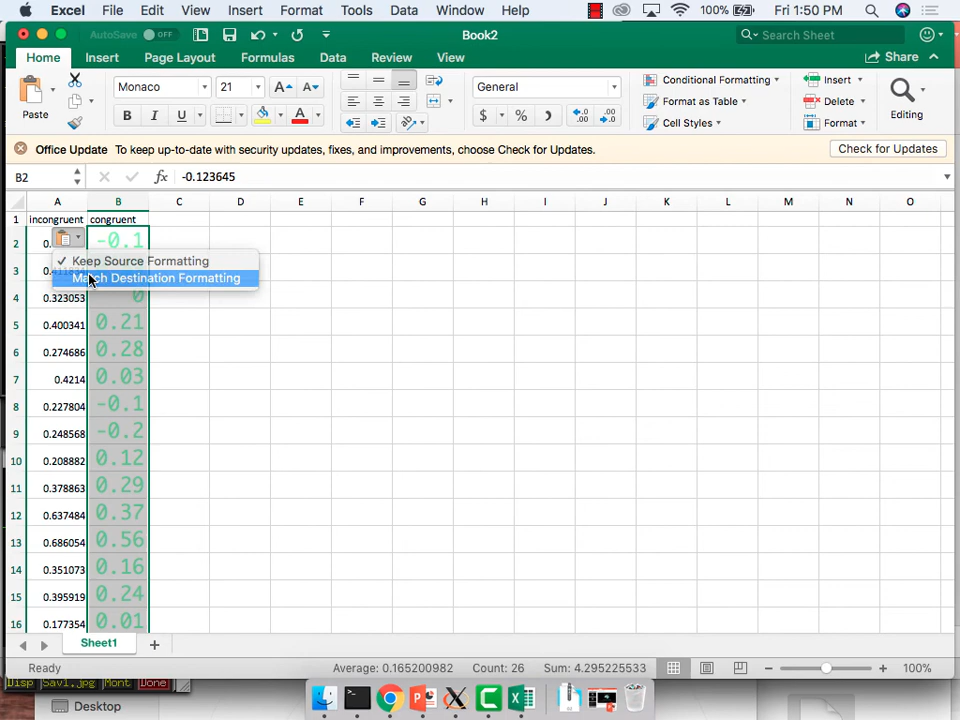 Excel File Edit View Insert Format Tools Data Window Help 100% Fri 1:50 PM
AutoSave OFF Book2 Search Sheet
Home Insert Page Layout Formulas Data Review View Share
Paste Monaco 21 A A General Conditional Formatting Insert
B I U A $ % Format as Table Delete Editing
Cell Styles Format
Office Update To keep up-to-date with security updates, fixes, and improvements, choose Check for Updates. Check for Updates
B2 fx -0.123645
A B C D E F G H I J K L M N O
1 incongruent congruent
2 0. -0.1
Keep Source Formatting
3 Match Destination Formatting
4 0.323053 0
5 0.400341 0.21
6 0.274686 0.28
7 0.4214 0.03
8 0.227804 -0.1
9 0.248568 -0.2
10 0.208882 0.12
11 0.378863 0.29
12 0.637484 0.37
13 0.686054 0.56
14 0.351073 0.16
15 0.395919 0.24
16 0.177354 0.01
Sheet1
Ready Average: 0.165200982 Count: 26 Sum: 4.295225533 100%
Disp Sav1.jpg Mont Done
Desktop